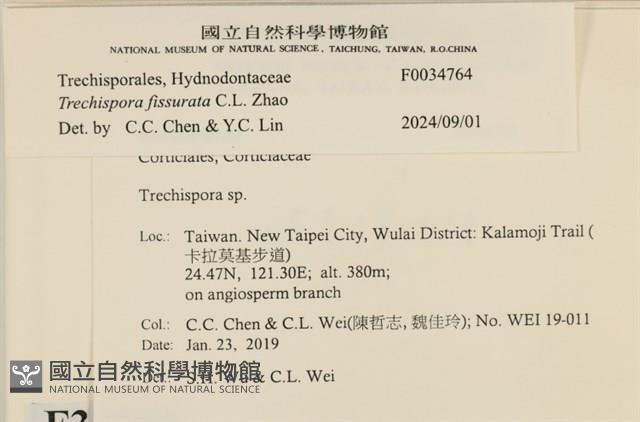 國立自然科學博物館
NATIONAL MUSEUM OF NATURAL SCIENCE, TAICHUNG, TAIWAN, R.O.CHINA
Trechisporales, Hydnodontaceae F0034764
Trechispora fissurata C.L. Zhao
Det. by C.C. Chen & Y.C. Lin 2024/09/01
Corticiales, Corticiaceae
Trechispora sp.
Loc.: Taiwan. New Taipei City, Wulai District: Kalamoji Trail (
卡拉莫基步道)
24.47N, 121.30E; alt. 380m;
on angiosperm branch
Col.: C.C. Chen & C.L. Wei(陳哲志, 魏佳玲); No. WEI 19-011
Date: Jan. 23, 2019
Det.: S.H. Wu & C.L. Wei
國立自然科學博物館
NATIONAL MUSEUM OF NATURAL SCIENCE